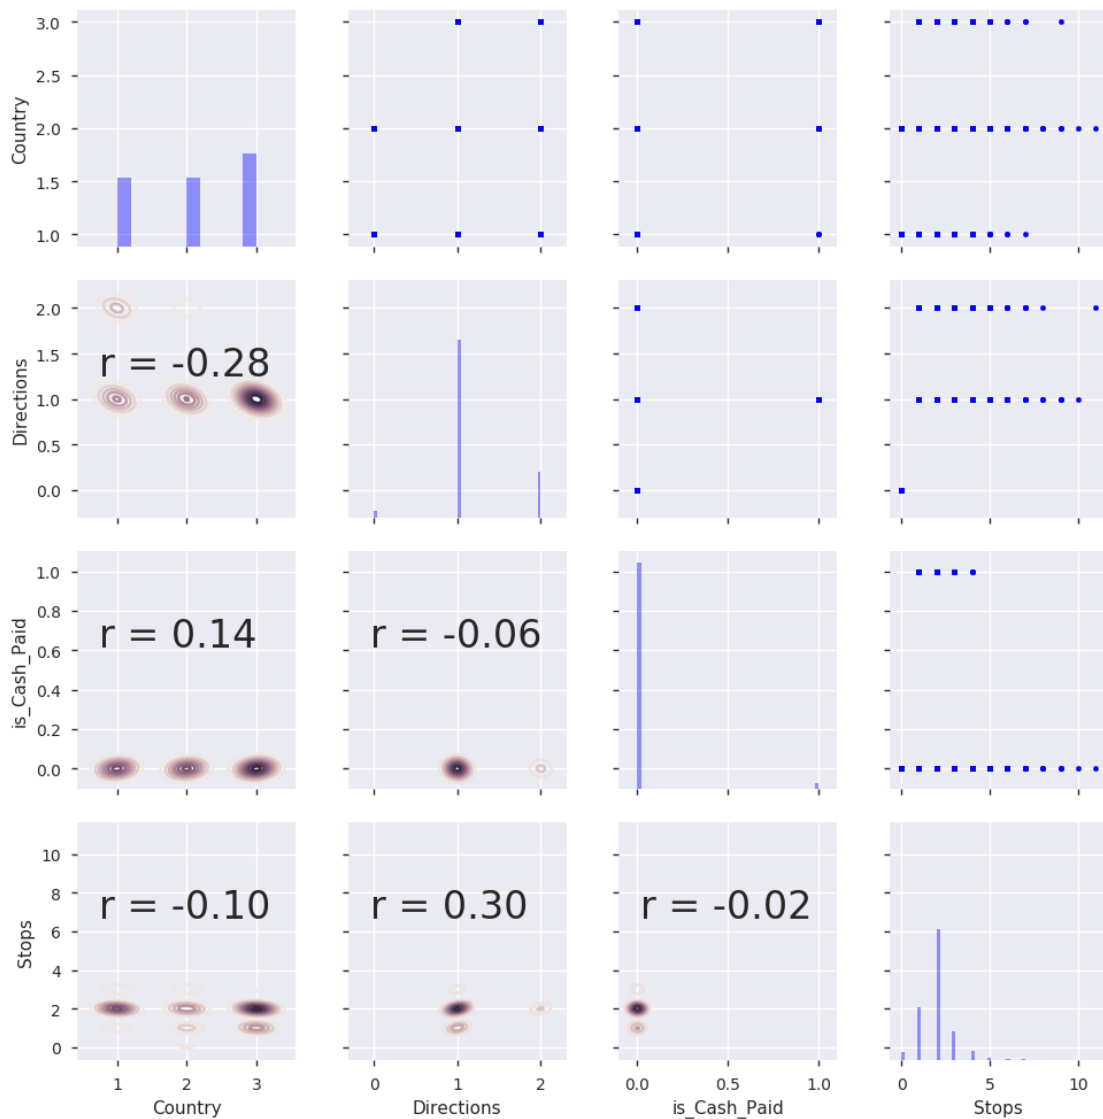 3.0
2.5
2.0
1.5
1.0
Country
2.0
1.5
1.0
0.5
0.0
Directions
r = -0.28
1.0
0.8
0.6
0.4
0.2
0.0
is_Cash_Paid
r = 0.14
r = -0.06
10
8
6
4
2
0
Stops
r = -0.10
r = 0.30
r = -0.02
1 2 3
0 1 2
0.0 0.5 1.0
0 5 10
Country
Directions
is_Cash_Paid
Stops